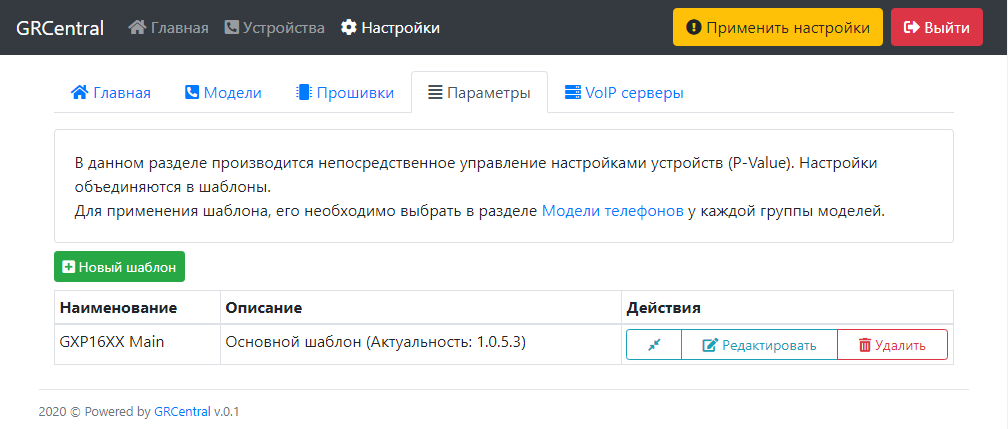 GRCentral Главная Устройства Настройки Применить настройки Выйти
Главная Модели Прошивки Параметры VoIP серверы
В данном разделе производится непосредственное управление настройками устройств (P-Value). Настройки
объединяются в шаблоны.
Для применения шаблона, его необходимо выбрать в разделе Модели телефонов у каждой группы моделей.
Новый шаблон
Наименование Описание Действия
GXP16XX Main Основной шаблон (Актуальность: 1.0.5.3) Редактировать Удалить
2020 © Powered by GRCentral v.0.1